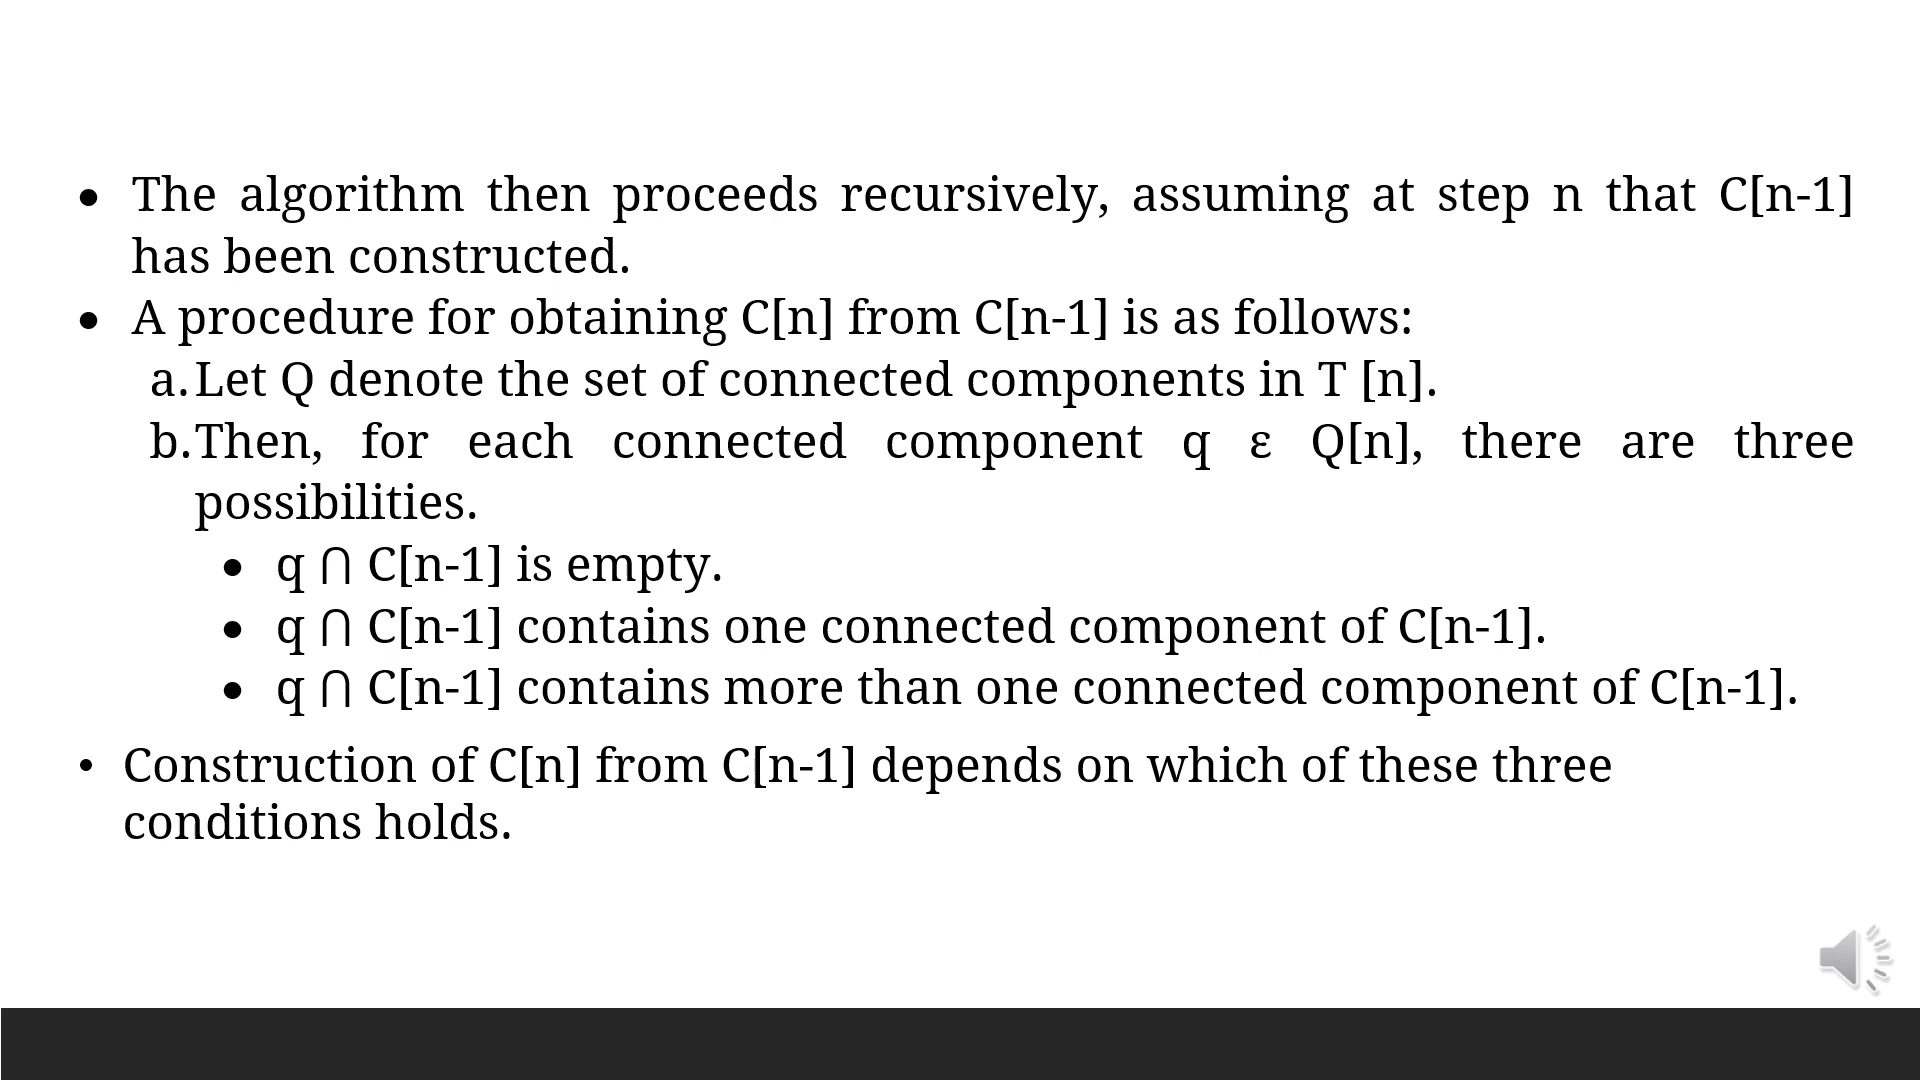 • The algorithm then proceeds recursively, assuming at step n that C[n-1]
has been constructed.
• A procedure for obtaining C[n] from C[n-1] is as follows:
a. Let Q denote the set of connected components in T [n].
b. Then, for each connected component q ε Q[n], there are three
possibilities.
• q ∩ C[n-1] is empty.
• q ∩ C[n-1] contains one connected component of C[n-1].
• q ∩ C[n-1] contains more than one connected component of C[n-1].
• Construction of C[n] from C[n-1] depends on which of these three
conditions holds.